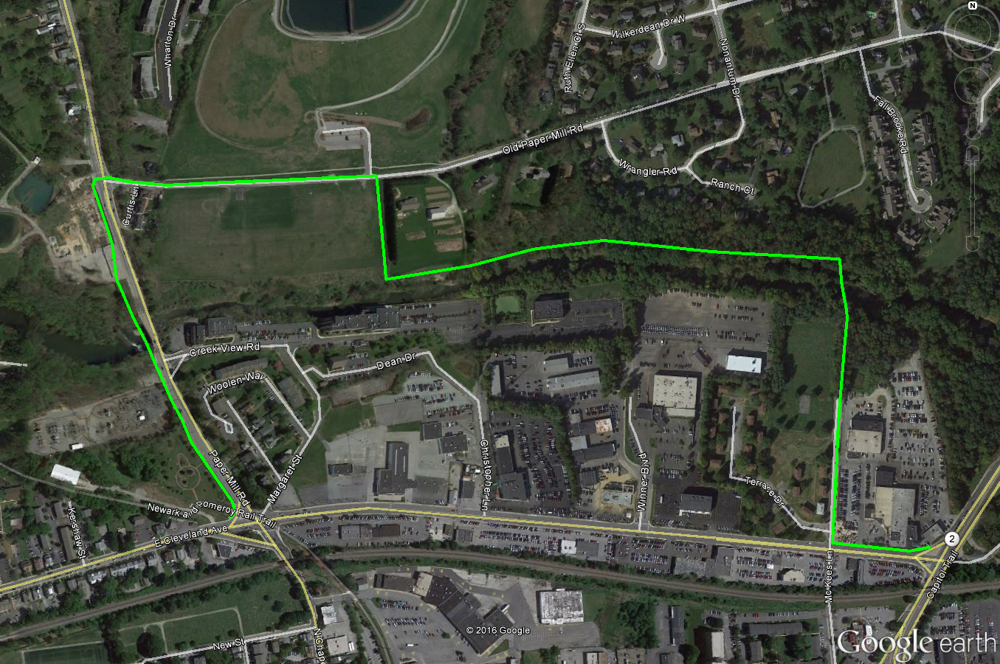 N
Wharton Dr
Ruth Ellen Ct S
Wilkerdean Dr W
Nonantum Dr
Fall Brooke Rd
Old Paper Mill Rd
Wrangler Rd
Ranch Ct
Curtis Ln
Creek View Rd
Dean Dr
Woolen Way
Paper Mill Rd
Margaret St
Christopher Ln
Winner Blvd
Terrace Dr
Kershaw St
Newark and
Pomeroy Rail Trail
E Cleveland Ave
2
Capitol Trail
Mc Kees Ln
New St
N Chape
© 2016 Google
Google earth